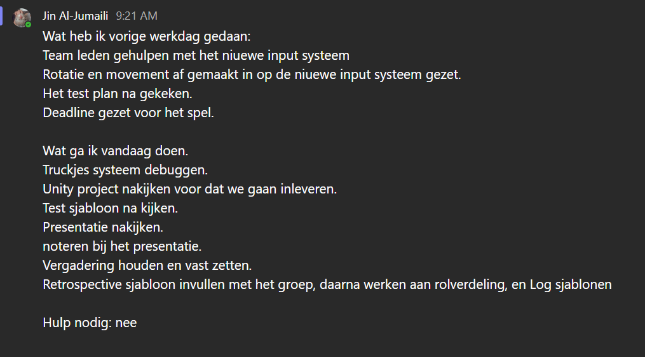 Jin Al-Jumaili 9:21 AM
Wat heb ik vorige werkdag gedaan:
Team leden gehulpen met het niuewe input systeem
Rotatie en movement af gemaakt in op de niuewe input systeem gezet.
Het test plan na gekeken.
Deadline gezet voor het spel.
Wat ga ik vandaag doen.
Truckjes systeem debuggen.
Unity project nakijken voor dat we gaan inleveren.
Test sjabloon na kijken.
Presentatie nakijken.
noteren bij het presentatie.
Vergadering houden en vast zetten.
Retrospective sjabloon invullen met het groep, daarna werken aan rolverdeling, en Log sjablonen
Hulp nodig: nee